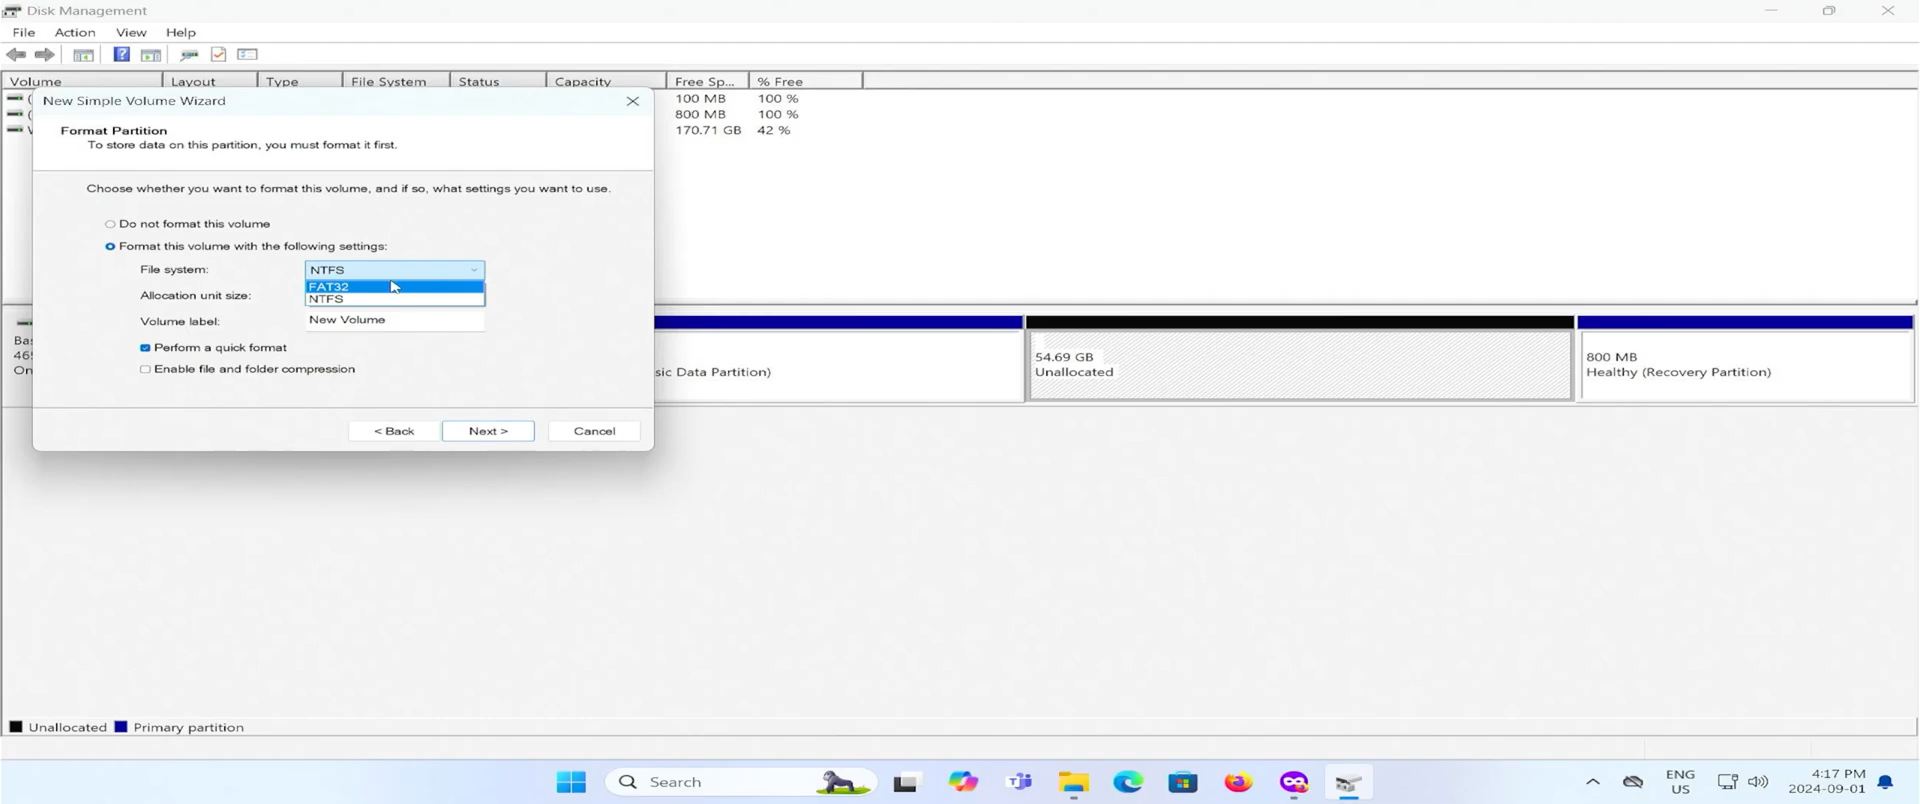 Disk Management
File Action View Help
Volume Layout Type File System Status Capacity Free Sp... % Free
100 MB 100 %
800 MB 100 %
170.71 GB 42 %
New Simple Volume Wizard
Format Partition
To store data on this partition, you must format it first.
Choose whether you want to format this volume, and if so, what settings you want to use.
Do not format this volume
Format this volume with the following settings:
File system: NTFS
FAT32
NTFS
Allocation unit size:
Volume label: New Volume
Perform a quick format
Enable file and folder compression
< Back Next > Cancel
Bas
465
On
sic Data Partition)
54.69 GB
Unallocated
800 MB
Healthy (Recovery Partition)
Unallocated Primary partition
Search
ENG
US
4:17 PM
2024-09-01